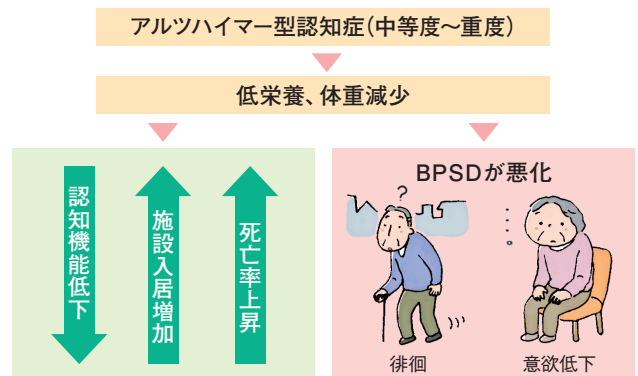 アルツハイマー型認知症(中等度〜重度)
低栄養、体重減少
認知機能低下
施設入居増加
死亡率上昇
BPSDが悪化
?
・・・。
徘徊
意欲低下